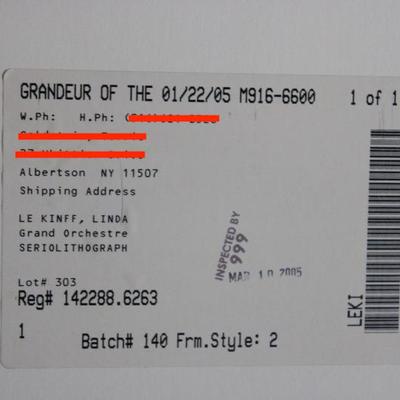 GRANDEUR OF THE 01/22/05 M916-6600 1 of 1
W.Ph: H.Ph:
Albertson NY 11507
Shipping Address
LE KINFF, LINDA
Grand Orchestre
SERIOLITHOGRAPH
INSPECTED BY
999
MAR 10 2005
Lot# 303
Reg# 142288.6263
1
Batch# 140 Frm.Style: 2
LEKI